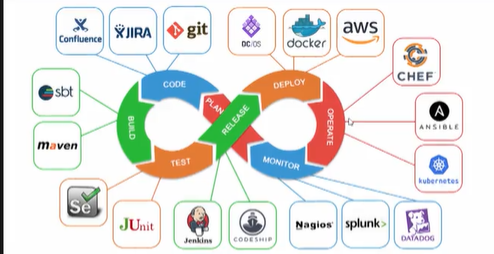 Confluence
JIRA
git
DC/OS
docker
aws
CHEF
sbt
CODE
DEPLOY
PLAN
RELEASE
BUILD
OPERATE
ANSIBLE
maven
TEST
MONITOR
kubernetes
Se
JUnit
Jenkins
CODESHIP
Nagios
splunk>
DATADOG